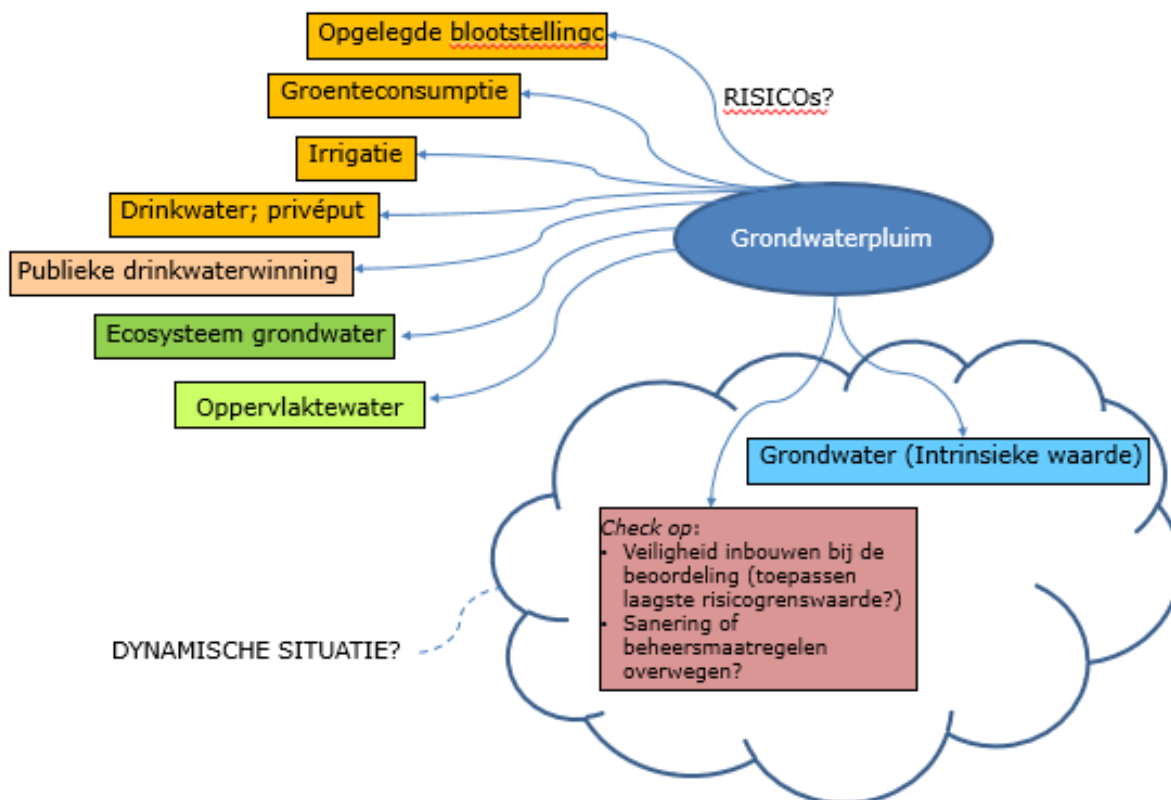 Opgelegde blootstellingc
Groenteconsumptie
RISICOs?
Irrigatie
Drinkwater; privéput
Grondwaterpluim
Publieke drinkwaterwinning
Ecosysteem grondwater
Oppervlaktewater
Grondwater (Intrinsieke waarde)
Check op:
• Veiligheid inbouwen bij de
beoordeling (toepassen
laagste risicogrenswaarde?)
• Sanering of
beheersmaatregelen
overwegen?
DYNAMISCHE SITUATIE?